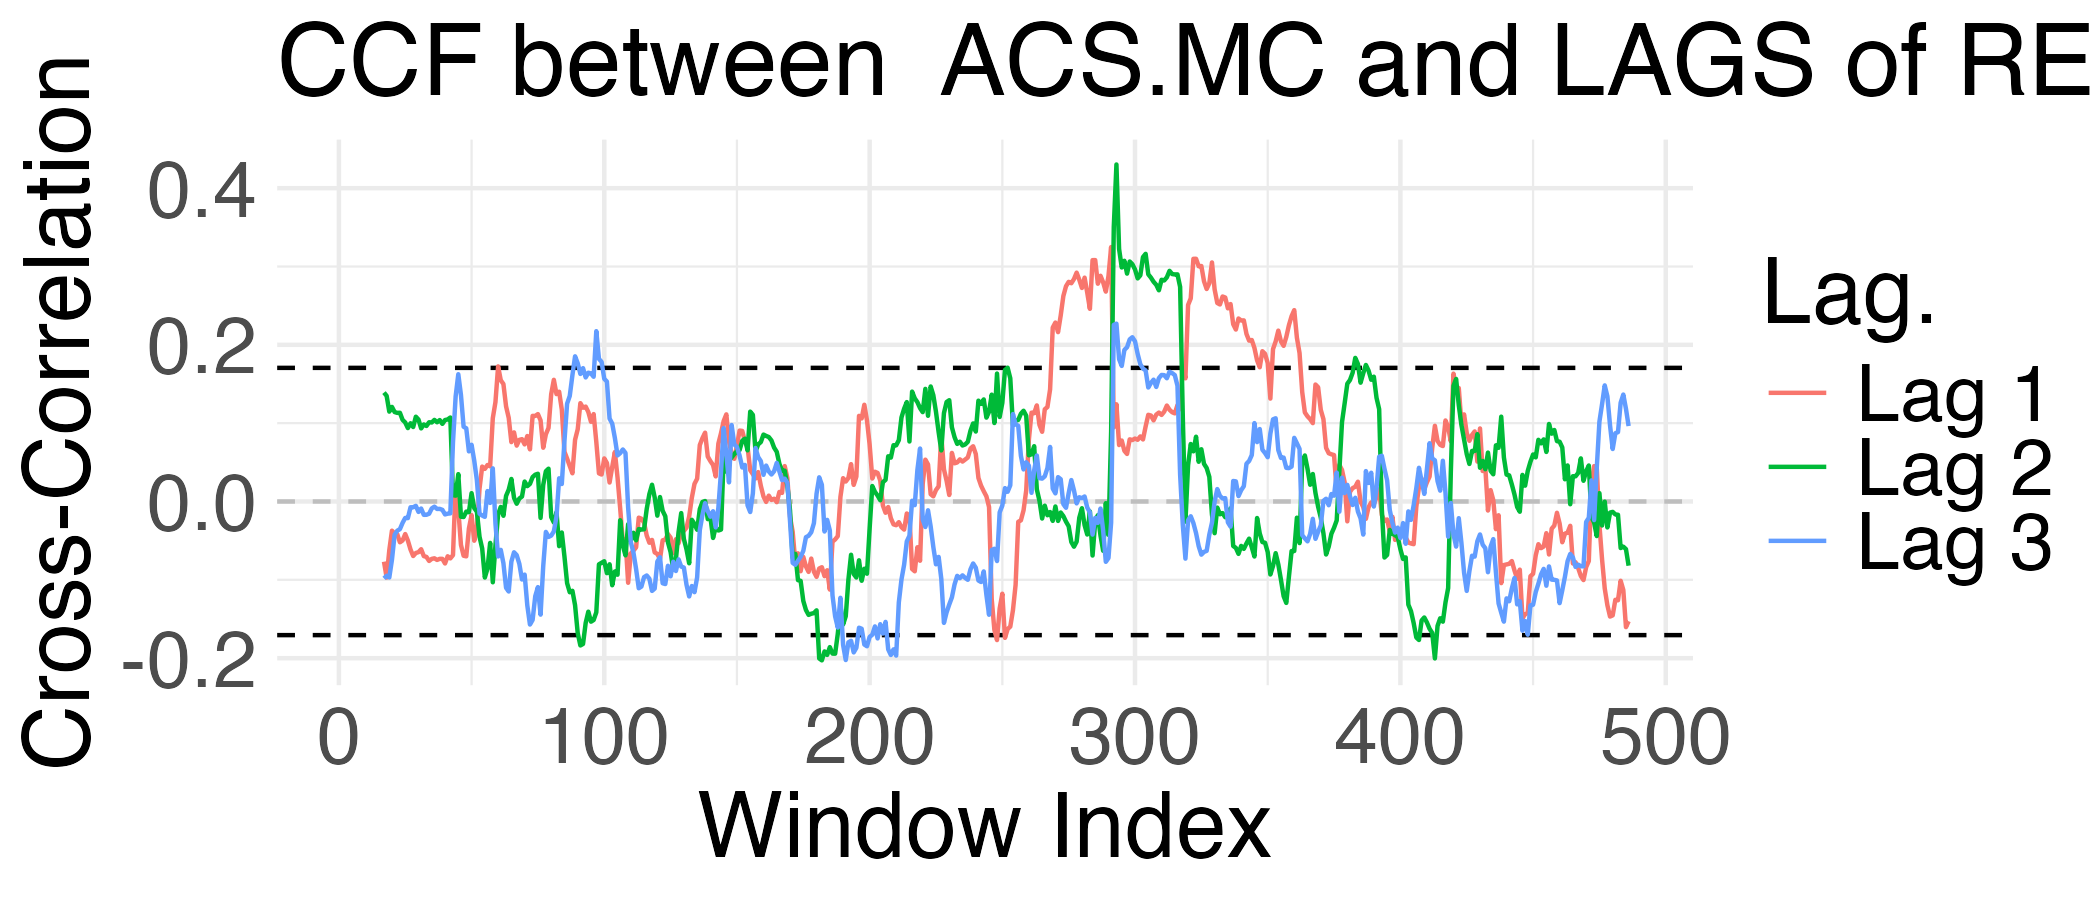 CCF between  ACS.MC and LAGS of RE
Cross-Correlation
0.4
0.2
0.0
-0.2
0 100 200 300 400 500
Window Index
Lag.
Lag 1
Lag 2
Lag 3